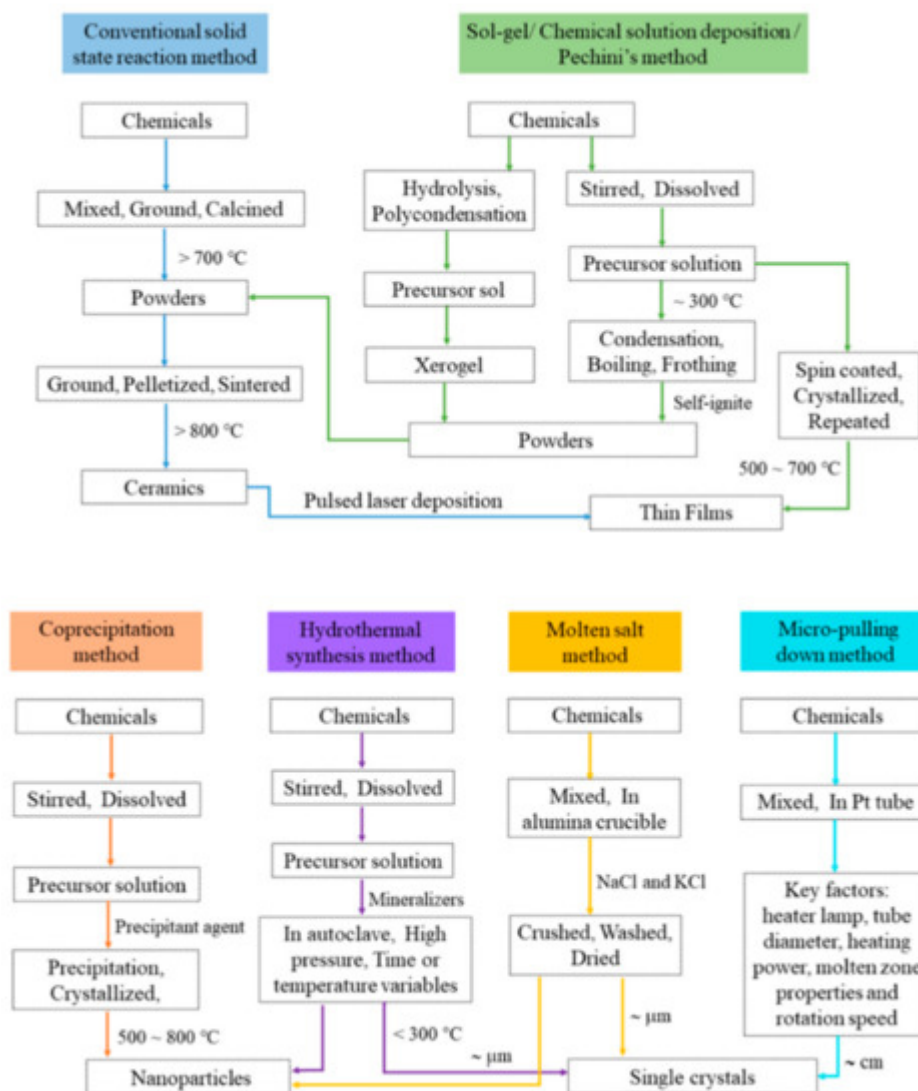 Conventional solid
state reaction method
Chemicals
Mixed, Ground, Calcined
> 700 °C
Powders
Ground, Pelletized, Sintered
> 800 °C
Ceramics
Pulsed laser deposition
Sol-gel/ Chemical solution deposition /
Pechini's method
Chemicals
Hydrolysis,
Polycondensation
Precursor sol
Xerogel
Stirred, Dissolved
Precursor solution
~ 300 °C
Condensation,
Boiling, Frothing
Self-ignite
Powders
Spin coated,
Crystallized,
Repeated
500 ~ 700 °C
Thin Films
Coprecipitation
method
Chemicals
Stirred, Dissolved
Precursor solution
Precipitant agent
Precipitation,
Crystallized,
500 ~ 800 °C
Nanoparticles
Hydrothermal
synthesis method
Chemicals
Stirred, Dissolved
Precursor solution
Mineralizers
In autoclave, High
pressure, Time or
temperature variables
< 300 °C
~ μm
Molten salt
method
Chemicals
Mixed, In
alumina crucible
NaCl and KCl
Crushed, Washed,
Dried
~ μm
Single crystals
Micro-pulling
down method
Chemicals
Mixed, In Pt tube
Key factors:
heater lamp, tube
diameter, heating
power, molten zone
properties and
rotation speed
~ cm